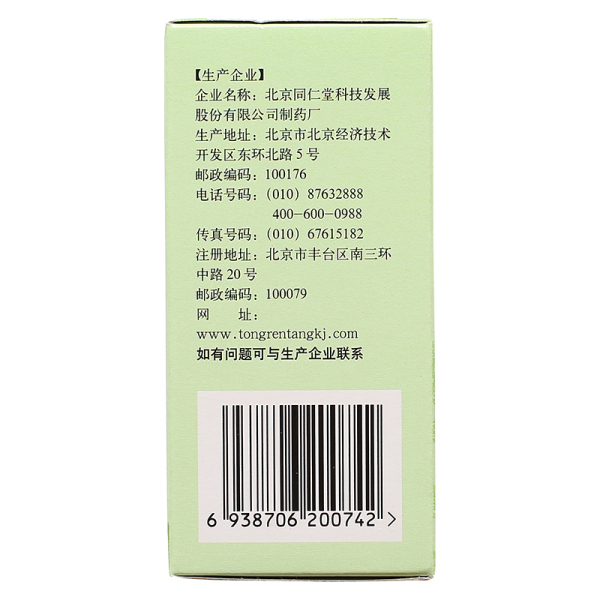 【生产企业】
企业名称：北京同仁堂科技发展
股份有限公司制药厂
生产地址：北京市北京经济技术
开发区东环北路5号
邮政编码：100176
电话号码：（010）87632888
400-600-0988
传真号码：（010）67615182
注册地址：北京市丰台区南三环
中路20号
邮政编码：100079
网　　址：
www.tongrentangkj.com
如有问题可与生产企业联系
6 938706 200742 >